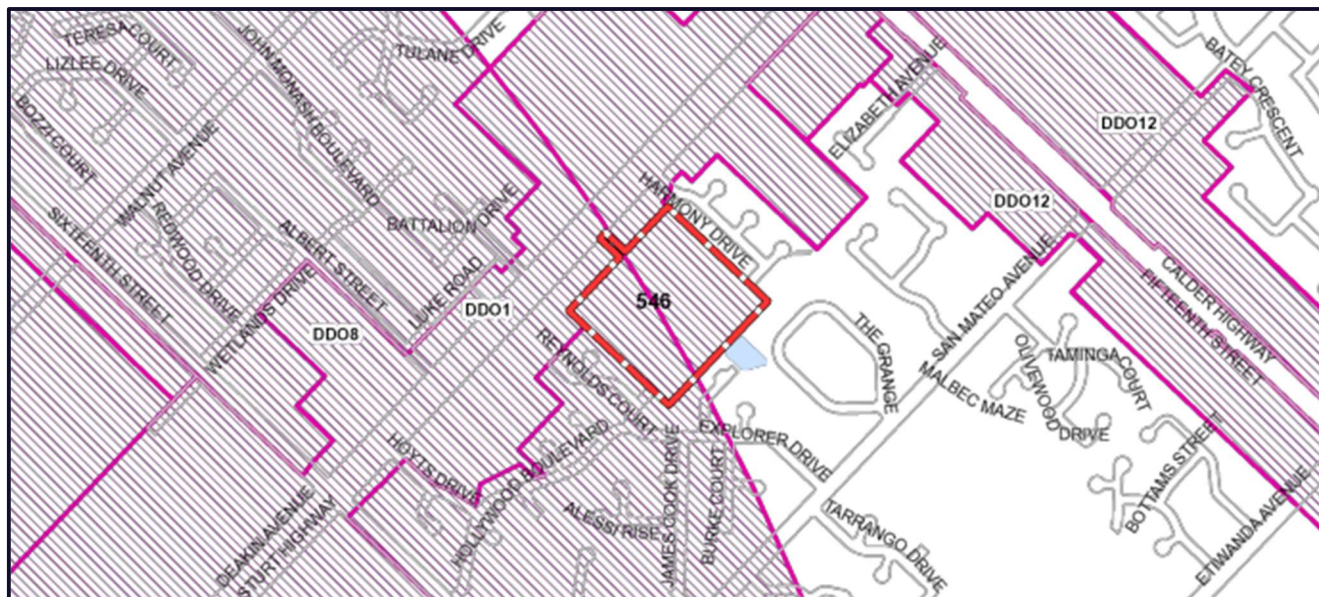 TERESA COURT
LIZLEE DRIVE
BOZZI COURT
WALNUT AVENUE
JOHN MONASH BOULEVARD
TULANE DRIVE
ELIZABETH AVENUE
BATEY CRESCENT
DDO12
DDO12
SIXTEENTH STREET
REDWOOD DRIVE
ALBERT STREET
BATTALION DRIVE
HARMONY DRIVE
WETLANDS DRIVE
LUKE ROAD
DDO1
DDO8
546
REYNOLDS COURT
THE GRANGE
SAN MATEO AVENUE
CALDER HIGHWAY
FIFTEENTH STREET
MALBEC MAZE
OLIVEWOOD
DRIVE
TAMINGA COURT
HOYTS DRIVE
HOLLYWOOD BOULEVARD
EXPLORER DRIVE
BOTTAMS STREET
ETIWANDA AVENUE
DEAKIN AVENUE
STURT HIGHWAY
ALESSI RISE
JAMES COOK DRIVE
BURKE COURT
TARRANGO DRIVE